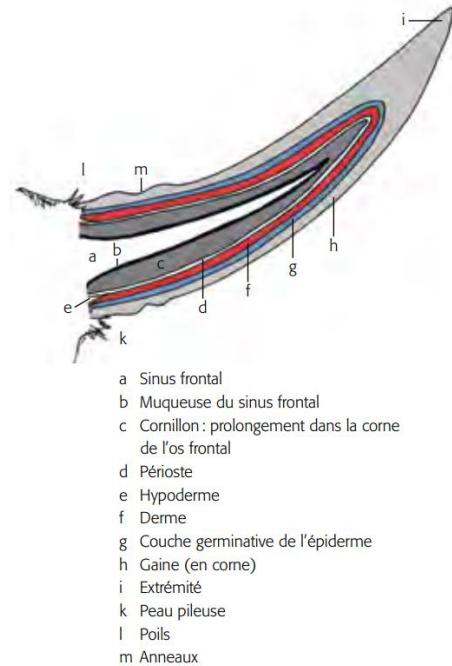 i
l
m
a
b
c
h
g
e
d
f
k
a Sinus frontal
b Muqueuse du sinus frontal
c Cornillon : prolongement dans la corne
de l'os frontal
d Périoste
e Hypoderme
f Derme
g Couche germinative de l'épiderme
h Gaine (en corne)
i Extrémité
k Peau pileuse
l Poils
m Anneaux